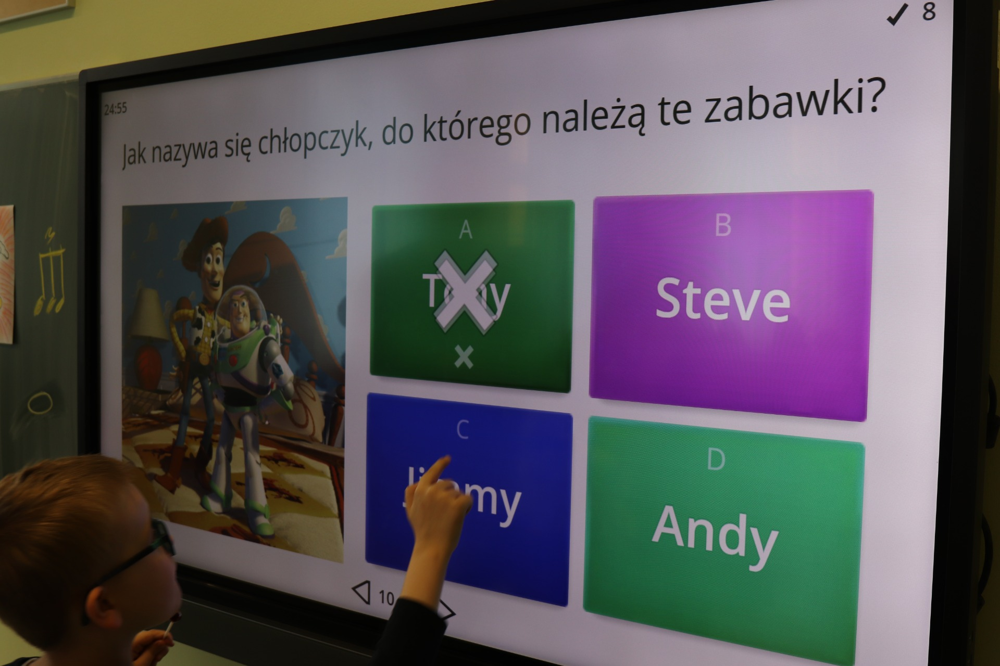 8
24:55
Jak nazywa się chłopczyk, do którego należą te zabawki?
A
B
Steve
C
D
Andy
10